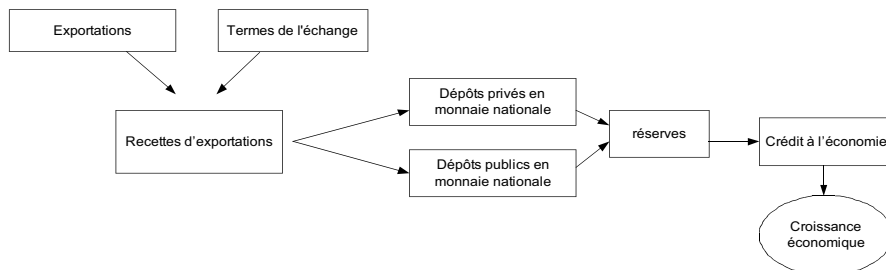 Exportations
Termes de l'échange
Recettes d'exportations
Dépôts privés en
monnaie nationale
Dépôts publics en
monnaie nationale
réserves
Crédit à l'économie
Croissance
économique